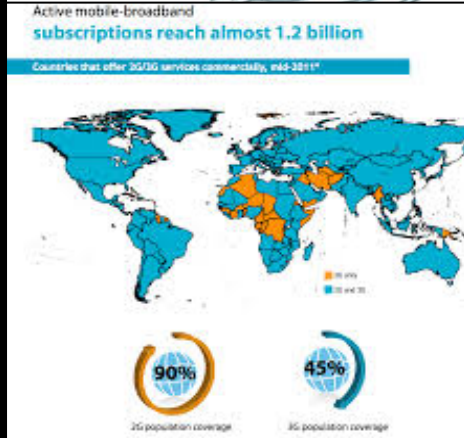 Active mobile-broadband
subscriptions reach almost 1.2 billion
Countries that offer 2G/3G services commercially, mid-2011*
2G only
2G and 3G
90%
45%
2G population coverage
3G population coverage